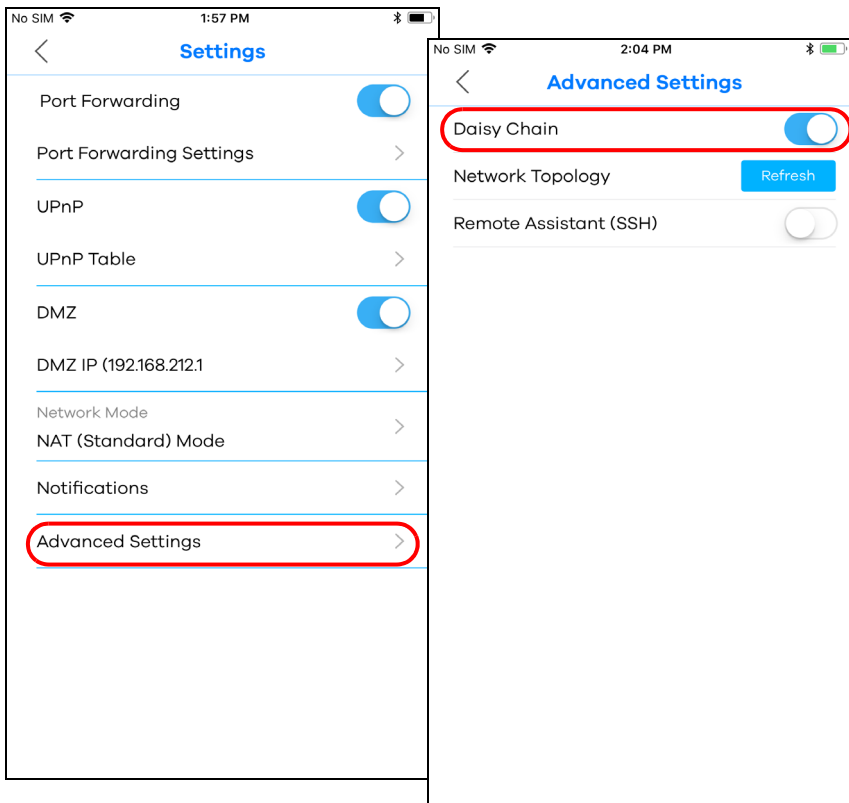 No SIM
1:57 PM
Settings
Port Forwarding
Port Forwarding Settings
UPnP
UPnP Table
DMZ
DMZ IP (192.168.212.1
Network Mode
NAT (Standard) Mode
Notifications
Advanced Settings
No SIM
2:04 PM
Advanced Settings
Daisy Chain
Network Topology
Refresh
Remote Assistant (SSH)